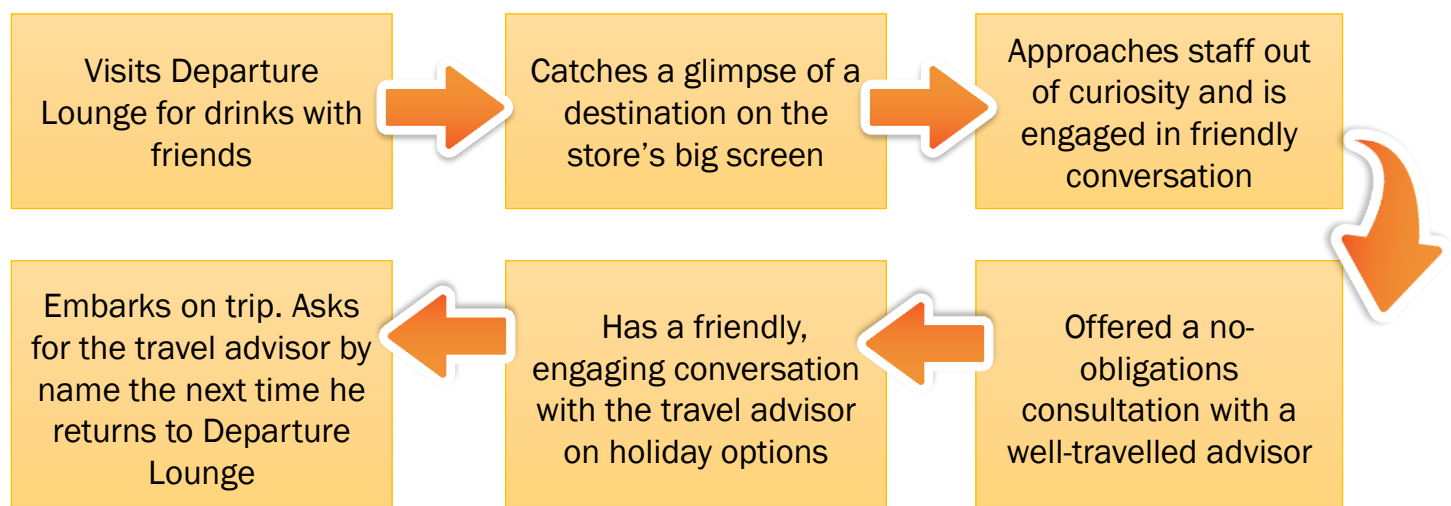 Visits Departure
Lounge for drinks with
friends
Catches a glimpse of a
destination on the
store’s big screen
Approaches staff out
of curiosity and is
engaged in friendly
conversation
Offered a no-
obligations
consultation with a
well-travelled advisor
Has a friendly,
engaging conversation
with the travel advisor
on holiday options
Embarks on trip. Asks
for the travel advisor by
name the next time he
returns to Departure
Lounge